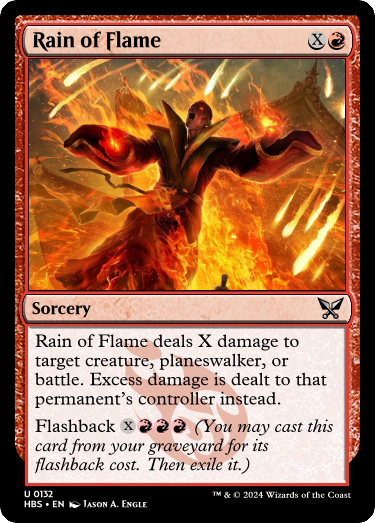 Rain of Flame X
Sorcery
Rain of Flame deals X damage to
target creature, planeswalker, or
battle. Excess damage is dealt to that
permanent's controller instead.
Flashback X (You may cast this
card from your graveyard for its
flashback cost. Then exile it.)
U 0132
HBS • EN Jason A. Engle
™ & © 2024 Wizards of the Coast